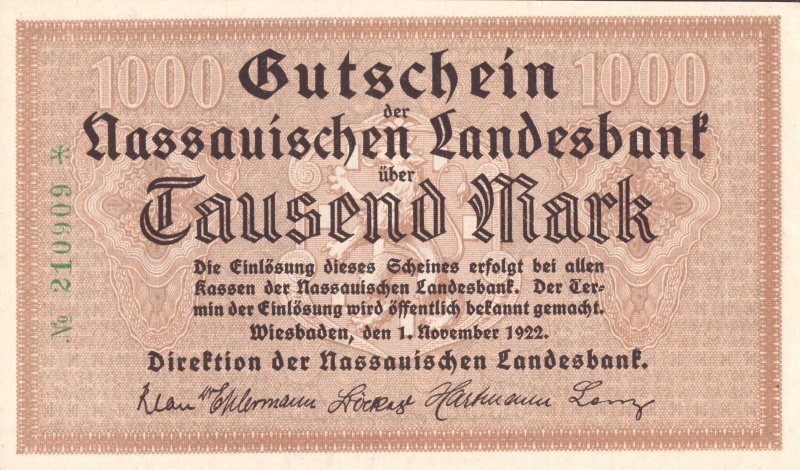 1000 1000
Gutschein
der
Nassauischen Landesbank
über
Tausend Mark
Die Einlösung dieses Scheines erfolgt bei allen
Kassen der Nassauischen Landesbank. Der Ter-
min der Einlösung wird öffentlich bekannt gemacht.
Wiesbaden, den 1. November 1922.
Direktion der Nassauischen Landesbank.
Klau Hartmann
№ 210909 *